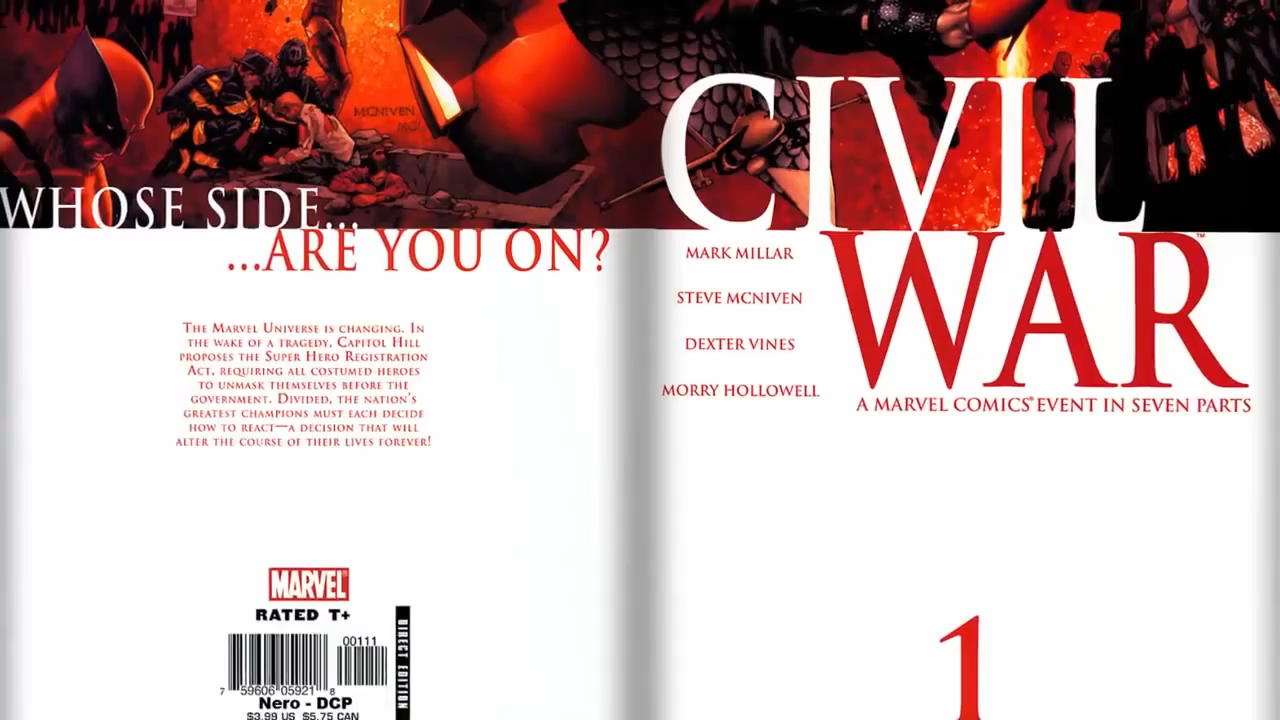 MCNIVEN
WHOSE SIDE...
...ARE YOU ON?
THE MARVEL UNIVERSE IS CHANGING. IN
THE WAKE OF A TRAGEDY, CAPITOL HILL
PROPOSES THE SUPER HERO REGISTRATION
ACT, REQUIRING ALL COSTUMED HEROES
TO UNMASK THEMSELVES BEFORE THE
GOVERNMENT. DIVIDED, THE NATION'S
GREATEST CHAMPIONS MUST EACH DECIDE
HOW TO REACT—A DECISION THAT WILL
ALTER THE COURSE OF THEIR LIVES FOREVER!
MARVEL®
RATED T+
00111
DIRECT EDITION
7 59606 05921 8
Nero - DCP
$3.99 US $5.75 CAN
CIVIL
WAR™
MARK MILLAR
STEVE MCNIVEN
DEXTER VINES
MORRY HOLLOWELL
A MARVEL COMICS® EVENT IN SEVEN PARTS
1